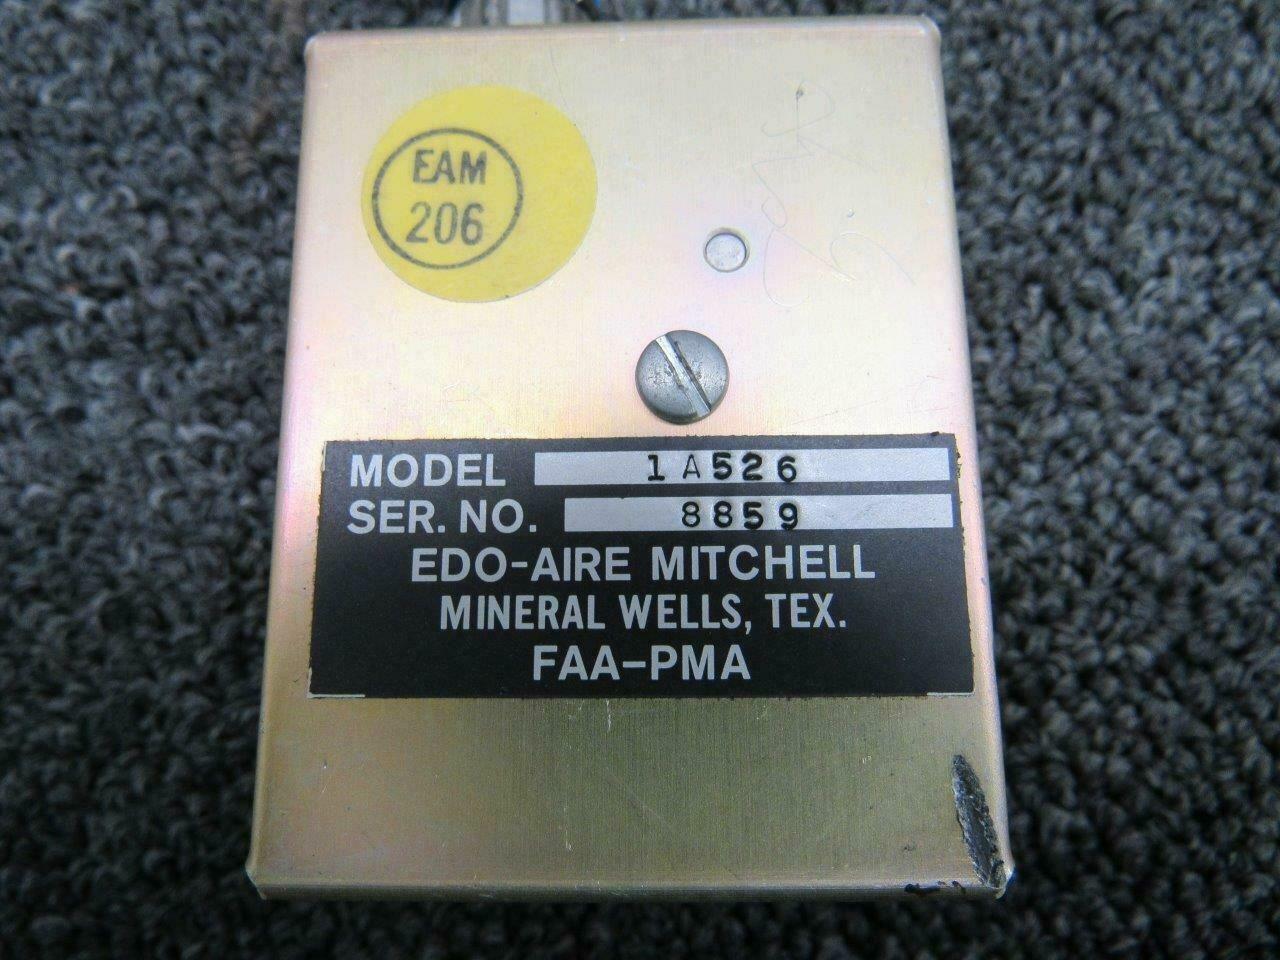 EAM
206
MODEL 1A526
SER. NO. 8859
EDO-AIRE MITCHELL
MINERAL WELLS, TEX.
FAA-PMA